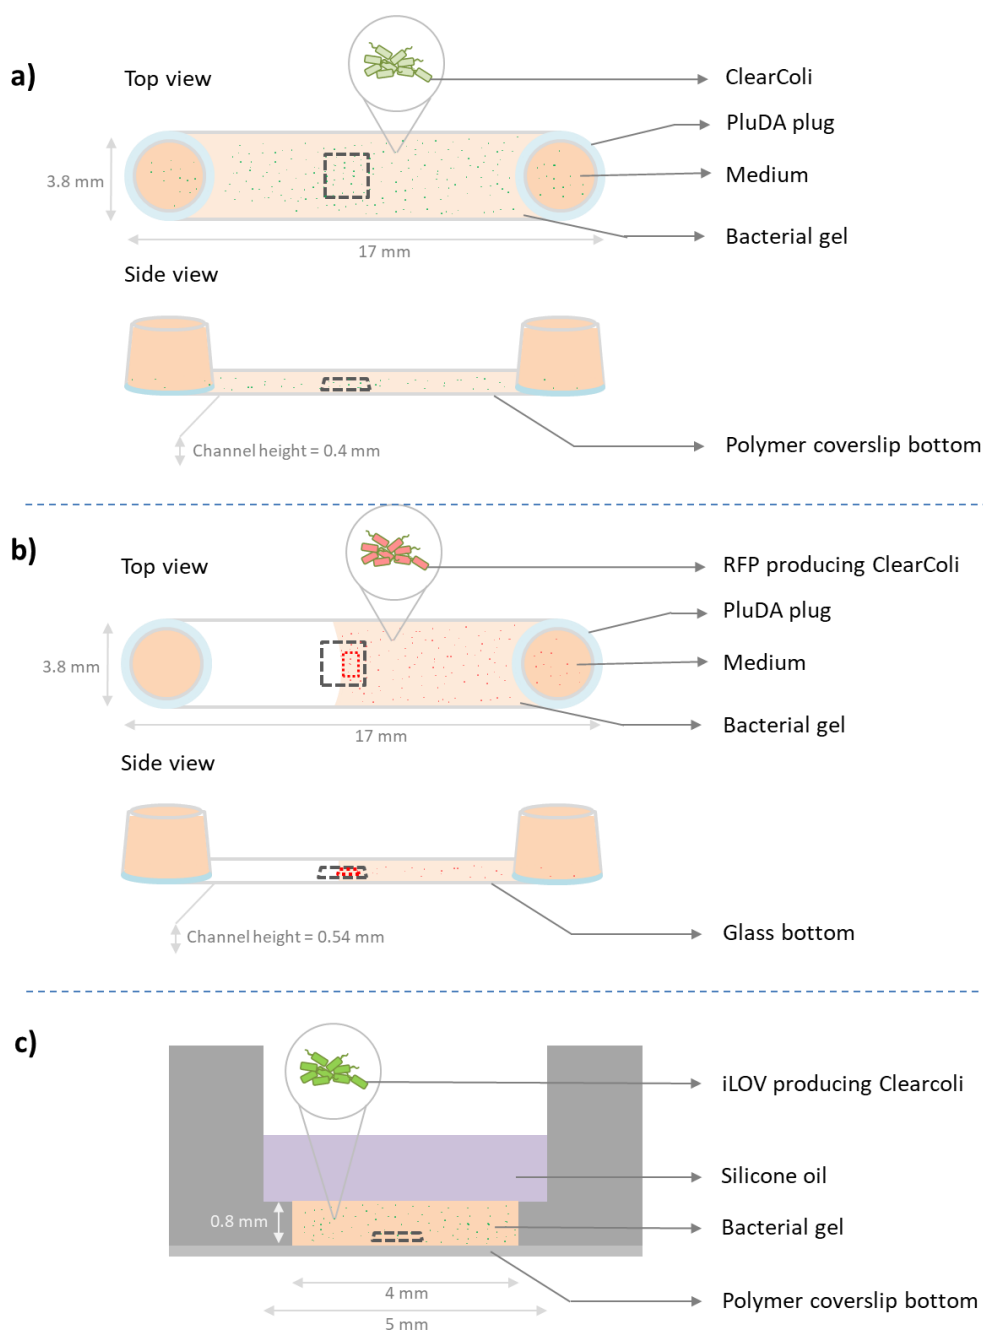 a)
Top view
ClearColi
PluDA plug
3.8 mm
Medium
Bacterial gel
17 mm
Side view
Polymer coverslip bottom
Channel height = 0.4 mm
b)
Top view
RFP producing ClearColi
PluDA plug
3.8 mm
Medium
Bacterial gel
17 mm
Side view
Glass bottom
Channel height = 0.54 mm
c)
iLOV producing Clearcoli
Silicone oil
0.8 mm
Bacterial gel
4 mm
Polymer coverslip bottom
5 mm